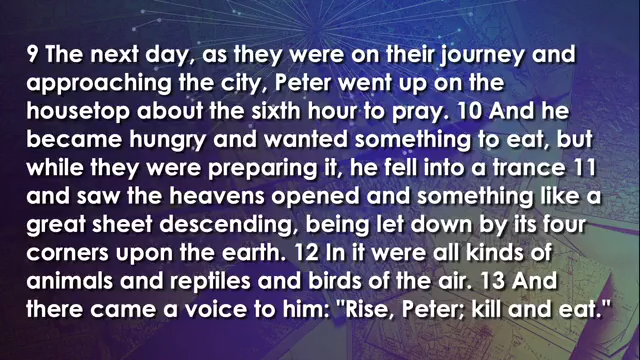 9 The next day, as they were on their journey and
approaching the city, Peter went up on the
housetop about the sixth hour to pray. 10 And he
became hungry and wanted something to eat, but
while they were preparing it, he fell into a trance 11
and saw the heavens opened and something like a
great sheet descending, being let down by its four
corners upon the earth. 12 In it were all kinds of
animals and reptiles and birds of the air. 13 And
there came a voice to him: "Rise, Peter; kill and eat."